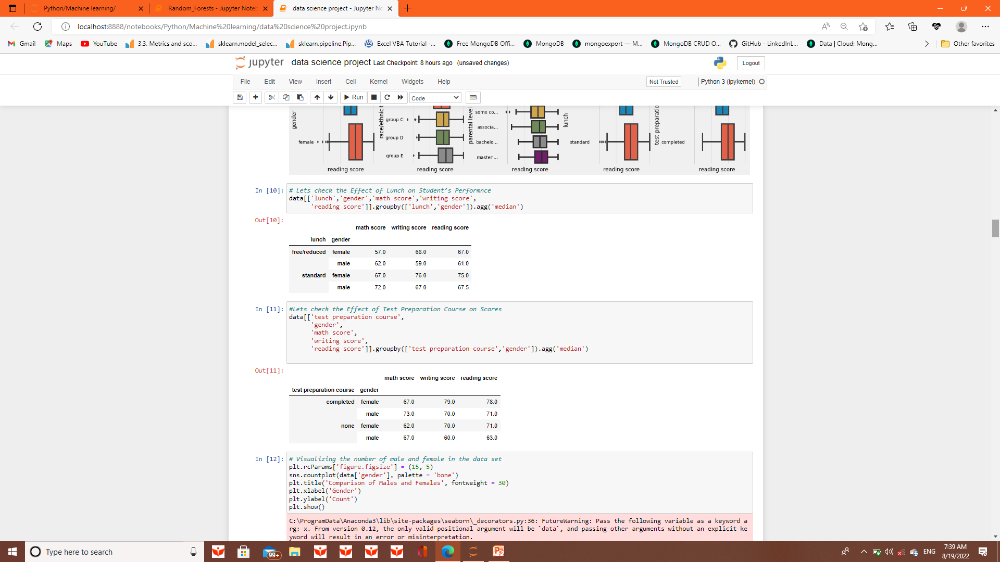 Python/Machine learning/
Random_Forests - Jupyter Noteb
data science project - Jupyter No
localhost:8888/notebooks/Python/Machine%20learning/data%20science%20project.ipynb
Gmail
Maps
YouTube
3.3. Metrics and sco...
sklearn.model_selec...
sklearn.pipeline.Pip...
Excel VBA Tutorial -...
Free MongoDB Offi...
MongoDB
mongoexport — M...
MongoDB CRUD O...
GitHub - LinkedInL...
Data | Cloud: Mong...
Other favorites
jupyter data science project Last Checkpoint: 8 hours ago (unsaved changes)
Logout
File Edit View Insert Cell Kernel Widgets Help
Not Trusted
Python 3 (ipykernel)
Run
Code
gender
female
reading score
race/ethnicit
group C
group D
group E
reading score
parental level
some co...
associa...
bachelo...
master'...
reading score
lunch
standard
reading score
test preparatio
completed
reading score
In [10]:
# Lets check the Effect of Lunch on Student’s Performnce
data[['lunch','gender','math score','writing score',
'reading score']].groupby(['lunch','gender']).agg('median')
Out[10]:
math score writing score reading score
lunch gender
free/reduced female 57.0 68.0 67.0
male 62.0 59.0 61.0
standard female 67.0 76.0 75.0
male 72.0 67.0 67.5
In [11]:
#Lets check the Effect of Test Preparation Course on Scores
data[['test preparation course',
'gender',
'math score',
'writing score',
'reading score']].groupby(['test preparation course','gender']).agg('median')
Out[11]:
math score writing score reading score
test preparation course gender
completed female 67.0 79.0 78.0
male 73.0 70.0 71.0
none female 62.0 70.0 71.0
male 67.0 60.0 63.0
In [12]:
# Visualizing the number of male and female in the data set
plt.rcParams['figure.figsize'] = (15, 5)
sns.countplot(data['gender'], palette = 'bone')
plt.title('Comparison of Males and Females', fontweight = 30)
plt.xlabel('Gender')
plt.ylabel('Count')
plt.show()
C:\ProgramData\Anaconda3\lib\site-packages\seaborn\_decorators.py:36: FutureWarning: Pass the following variable as a keyword a
rg: x. From version 0.12, the only valid positional argument will be `data`, and passing other arguments without an explicit ke
yword will result in an error or misinterpretation.
Type here to search
99+
ENG
7:39 AM
8/19/2022